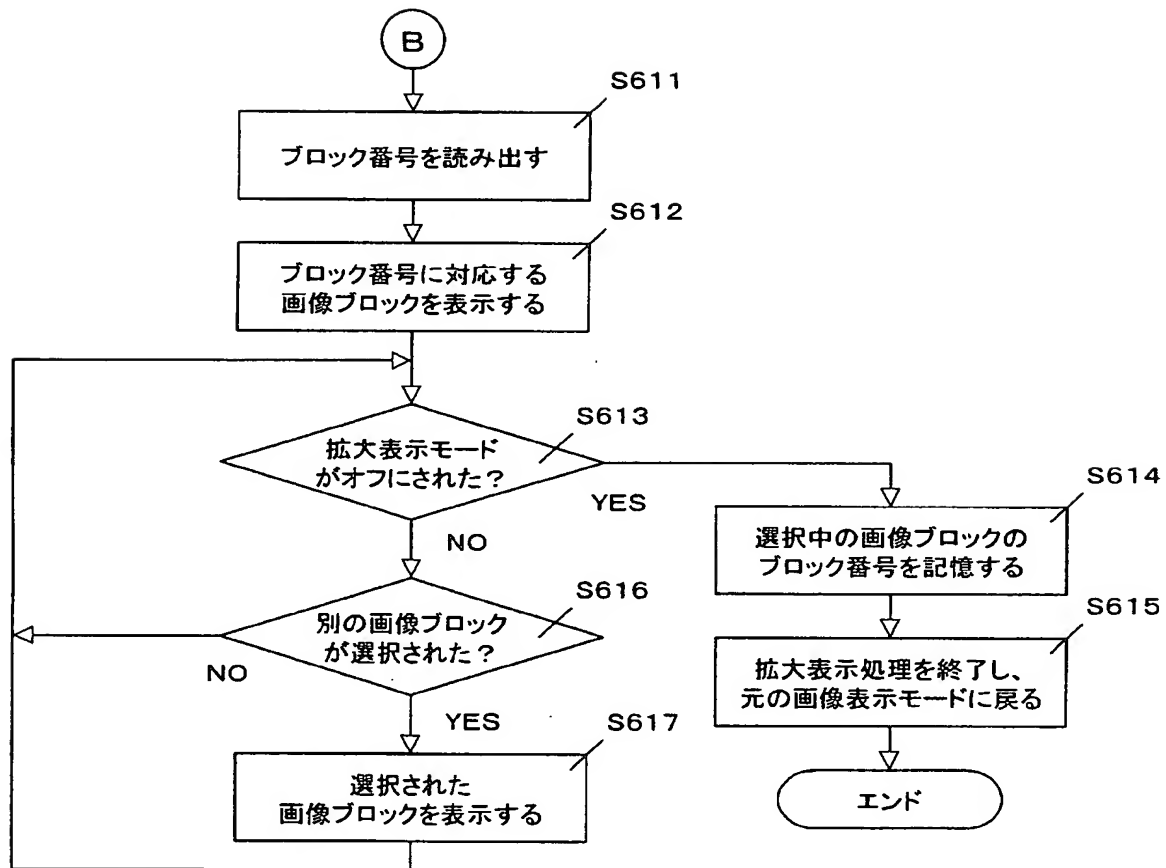 B
S611
ブロック番号を読み出す
S612
ブロック番号に対応する
画像ブロックを表示する
S613
拡大表示モード
がオフにされた?
YES
NO
S614
選択中の画像ブロックの
ブロック番号を記憶する
S616
別の画像ブロック
が選択された?
NO
YES
S615
拡大表示処理を終了し、
元の画像表示モードに戻る
S617
選択された
画像ブロックを表示する
エンド